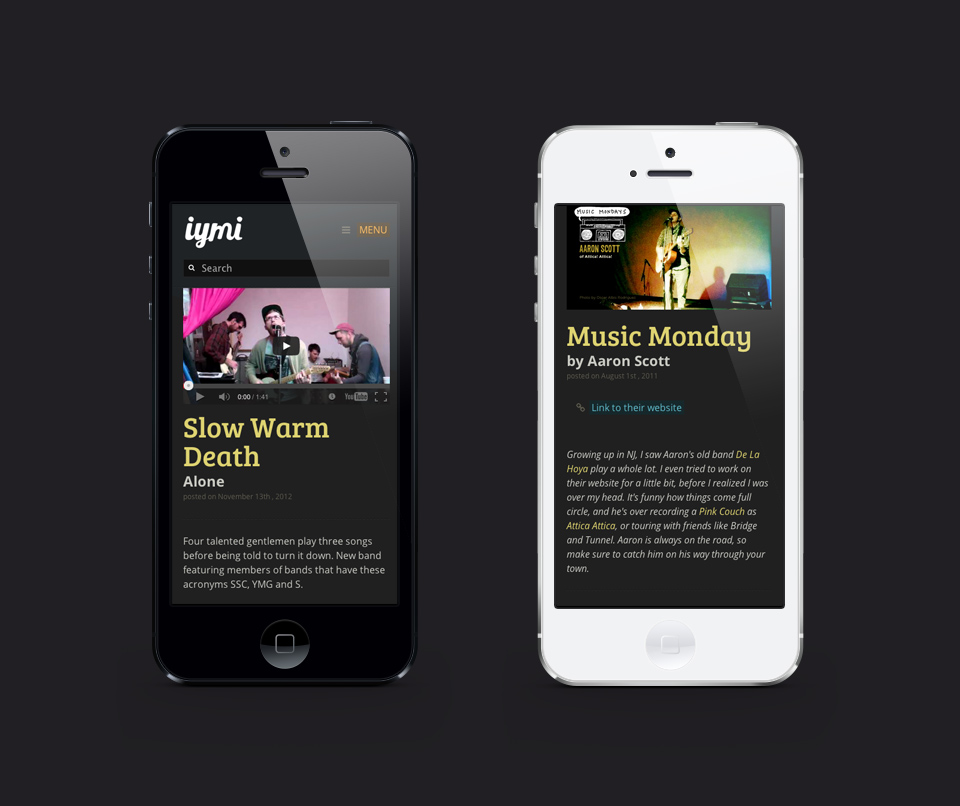 iymi
MENU
Search
0:00 / 1:41
YouTube
Slow Warm
Death
Alone
posted on November 13th , 2012
Four talented gentlemen play three songs
before being told to turn it down. New band
featuring members of bands that have these
acronyms SSC, YMG and S.
MUSIC MONDAYS
AARON SCOTT
of Attica! Attica!
Music Monday
by Aaron Scott
posted on August 1st , 2011
Link to their website
Growing up in NJ, I saw Aaron's old band De La
Hoya play a whole lot. I even tried to work on
their website for a little bit, before I realized I was
over my head. It's funny how things come full
circle, and he's over recording a Pink Couch as
Attica Attica, or touring with friends like Bridge
and Tunnel. Aaron is always on the road, so
make sure to catch him on his way through your
town.